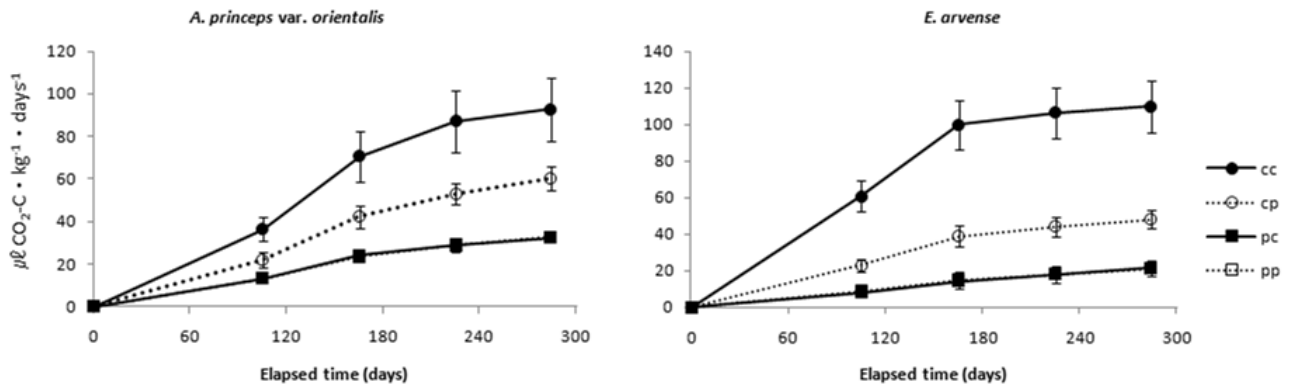 A. princeps var. orientalis
E. arvense
μℓ CO₂-C • kg⁻¹ • days⁻¹
120
100
80
60
40
20
0
0 60 120 180 240 300
Elapsed time (days)
140
120
100
80
60
40
20
0
0 60 120 180 240 300
Elapsed time (days)
cc
cp
pc
pp